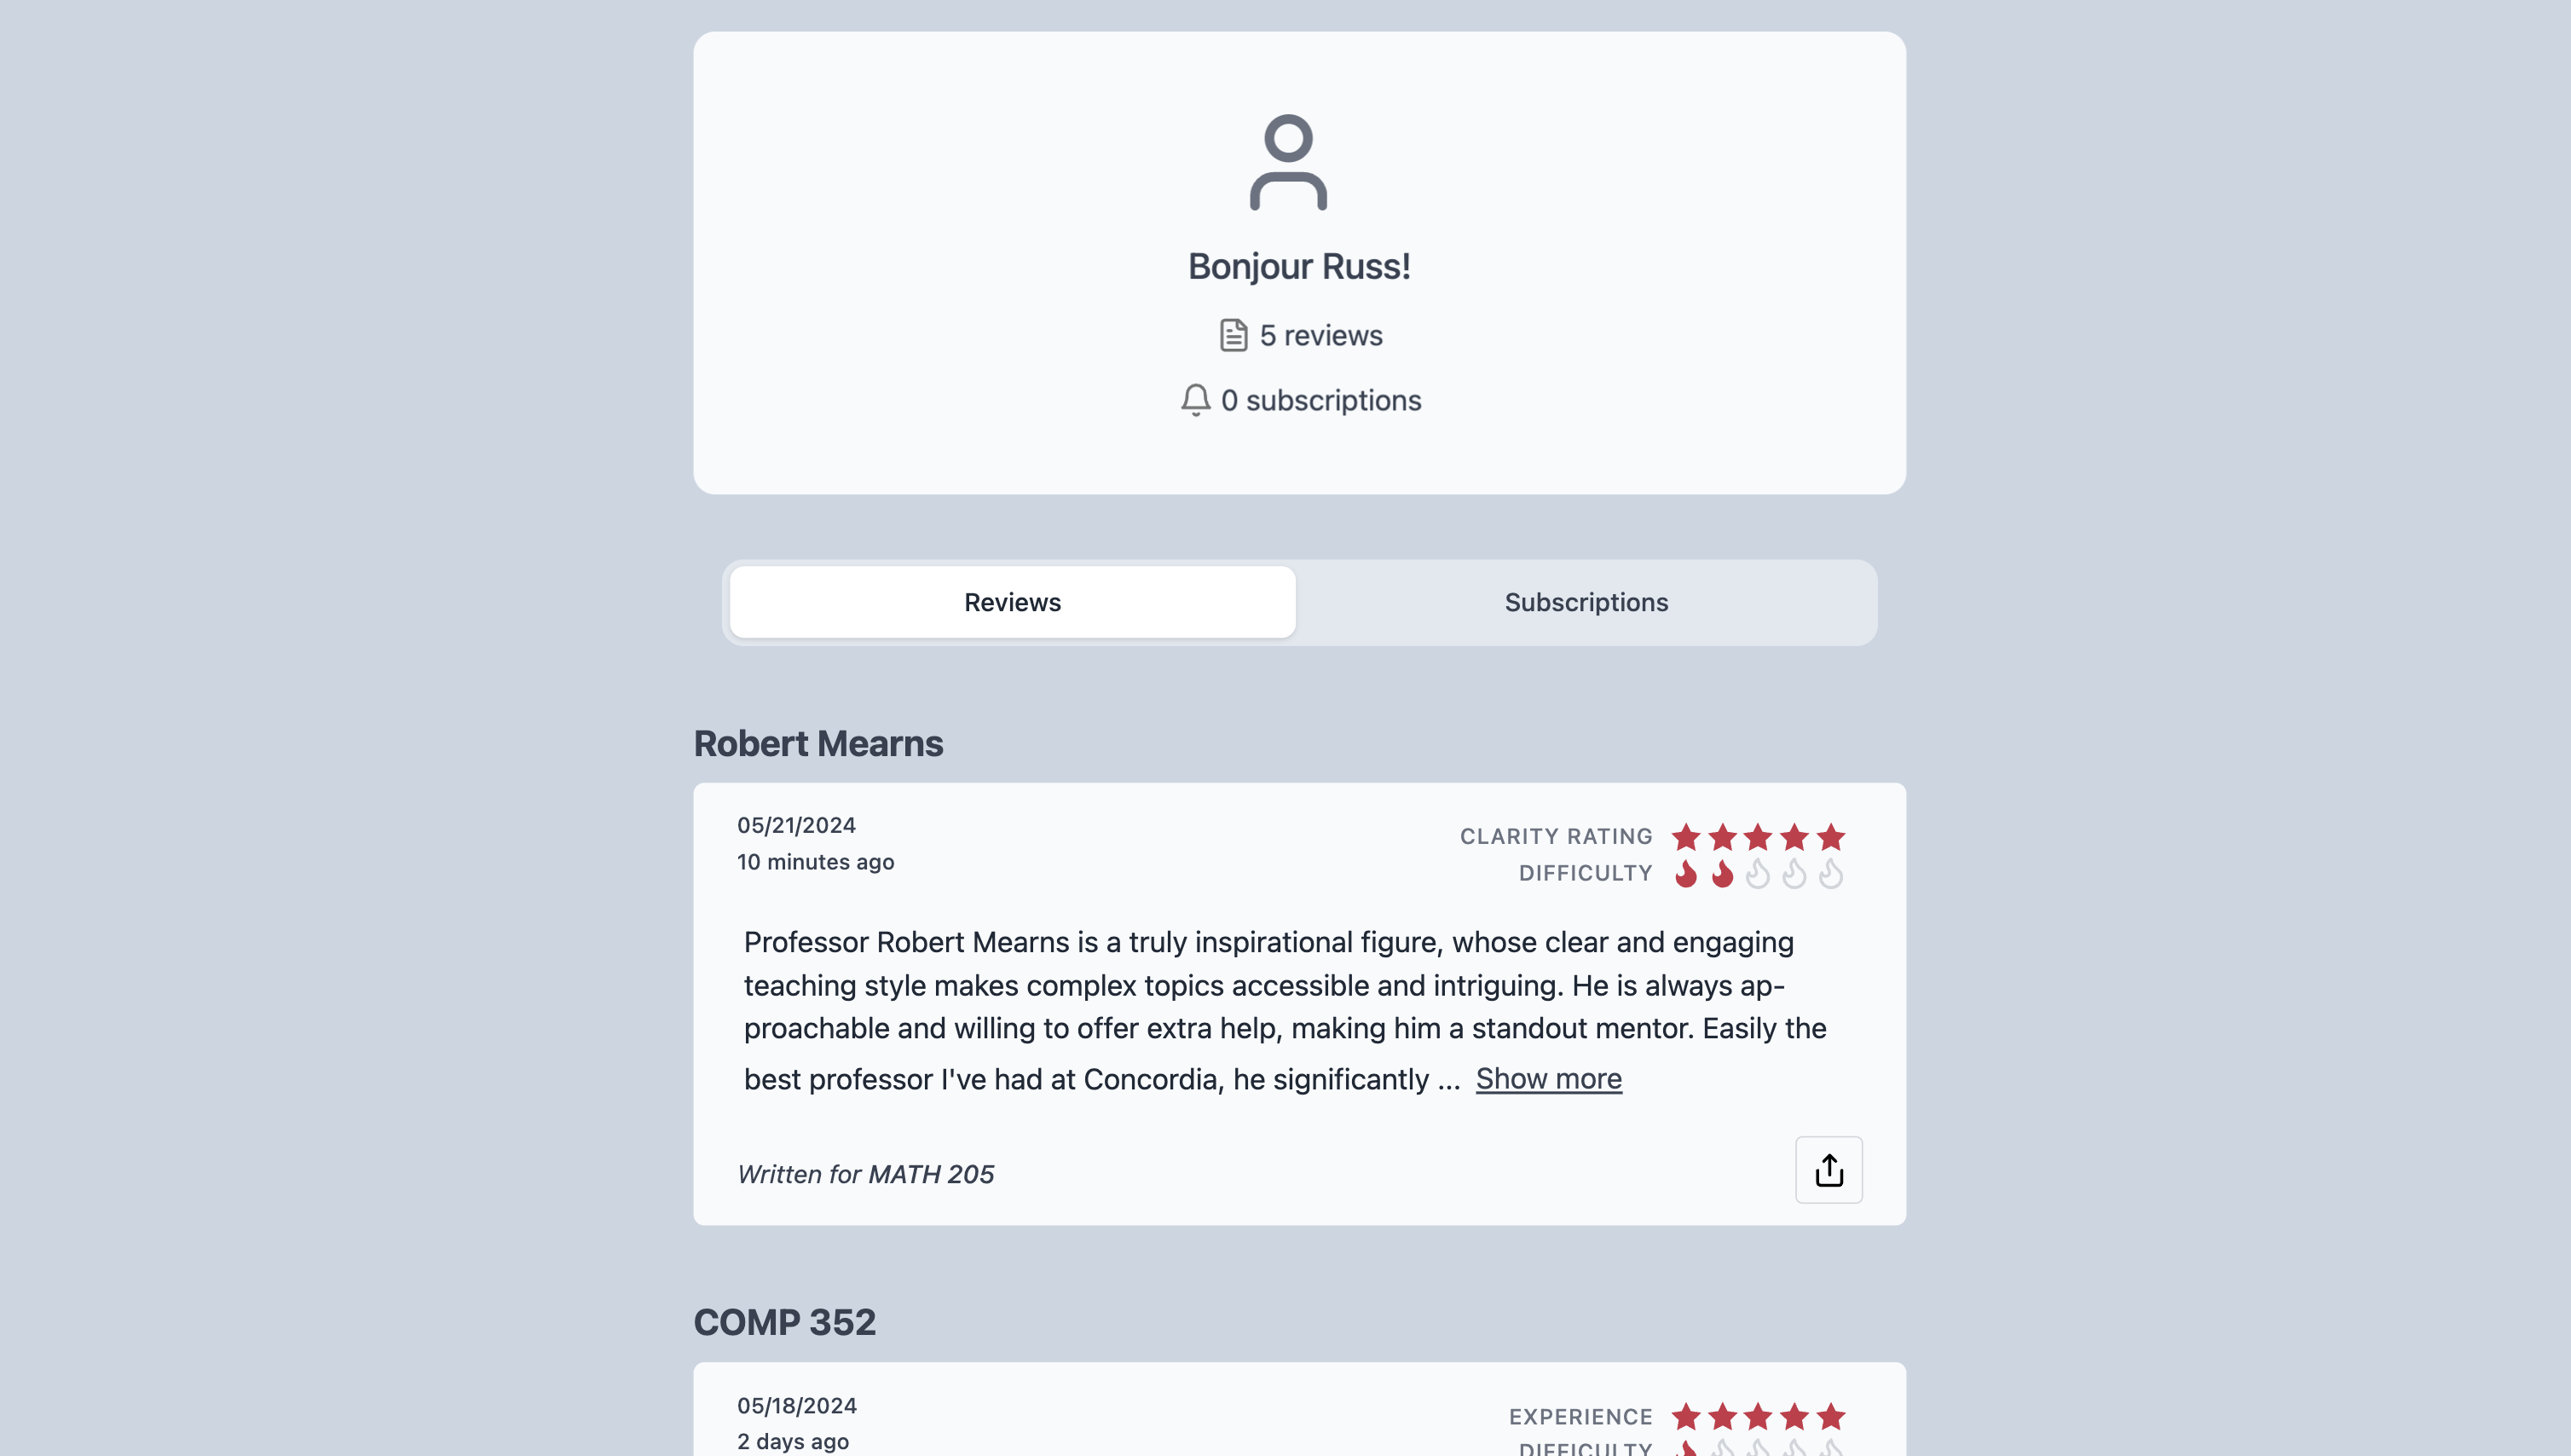 Bonjour Russ!
5 reviews
0 subscriptions
Reviews
Subscriptions
Robert Mearns
05/21/2024
10 minutes ago
CLARITY RATING
DIFFICULTY
Professor Robert Mearns is a truly inspirational figure, whose clear and engaging
teaching style makes complex topics accessible and intriguing. He is always ap-
proachable and willing to offer extra help, making him a standout mentor. Easily the
best professor I've had at Concordia, he significantly ... Show more
Written for MATH 205
COMP 352
05/18/2024
2 days ago
EXPERIENCE
DIFFICULTY